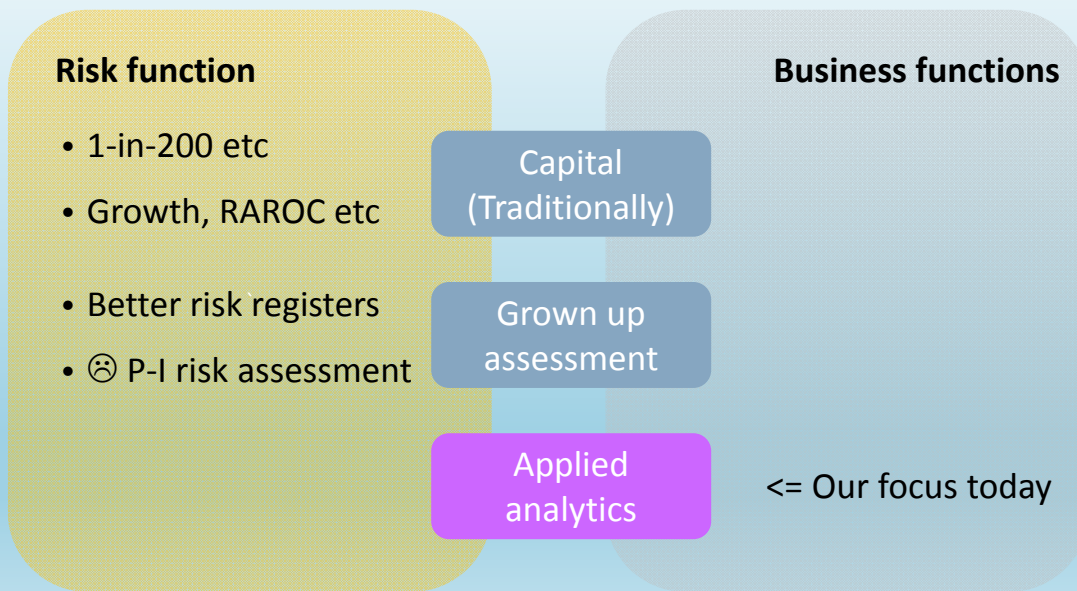 Risk function
Business functions
• 1-in-200 etc
• Growth, RAROC etc
Capital
(Traditionally)
• Better risk registers
• ☹ P-I risk assessment
Grown up
assessment
Applied
analytics
<= Our focus today